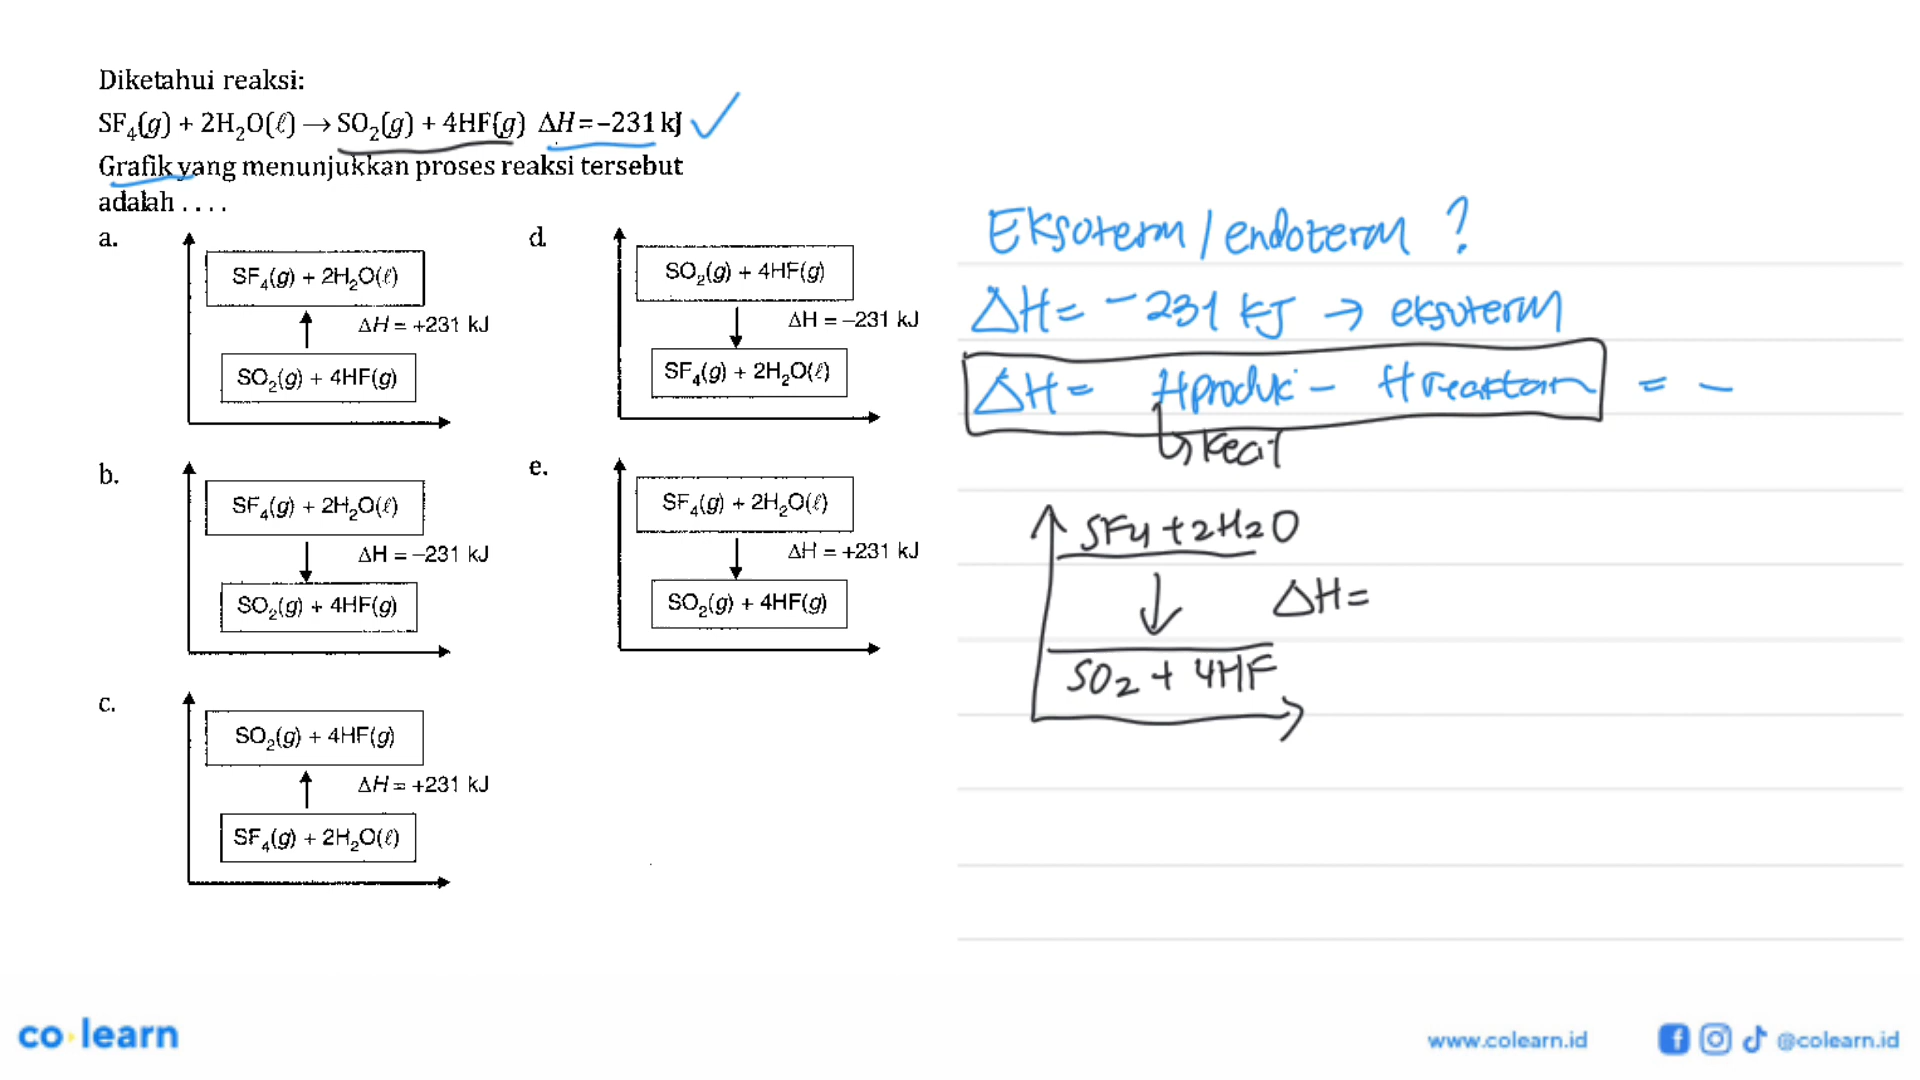 Diketahui reaksi:
SF₄(g) + 2H₂O(ℓ) → SO₂(g) + 4HF(g) ΔH = −231 kJ
Grafik yang menunjukkan proses reaksi tersebut
adalah . . . .
a.
SF₄(g) + 2H₂O(ℓ)
ΔH = +231 kJ
SO₂(g) + 4HF(g)
b.
SF₄(g) + 2H₂O(ℓ)
ΔH = −231 kJ
SO₂(g) + 4HF(g)
c.
SO₂(g) + 4HF(g)
ΔH = +231 kJ
SF₄(g) + 2H₂O(ℓ)
d.
SO₂(g) + 4HF(g)
ΔH = −231 kJ
SF₄(g) + 2H₂O(ℓ)
e.
SF₄(g) + 2H₂O(ℓ)
ΔH = +231 kJ
SO₂(g) + 4HF(g)
Eksoterm / endoterm ?
ΔH = −231 kJ → eksoterm
ΔH = Hproduk − Hreaktan = −
↳ kecil
SF4 + 2H2O
↓ ΔH =
SO2 + 4HF
co learn
www.colearn.id
@colearn.id